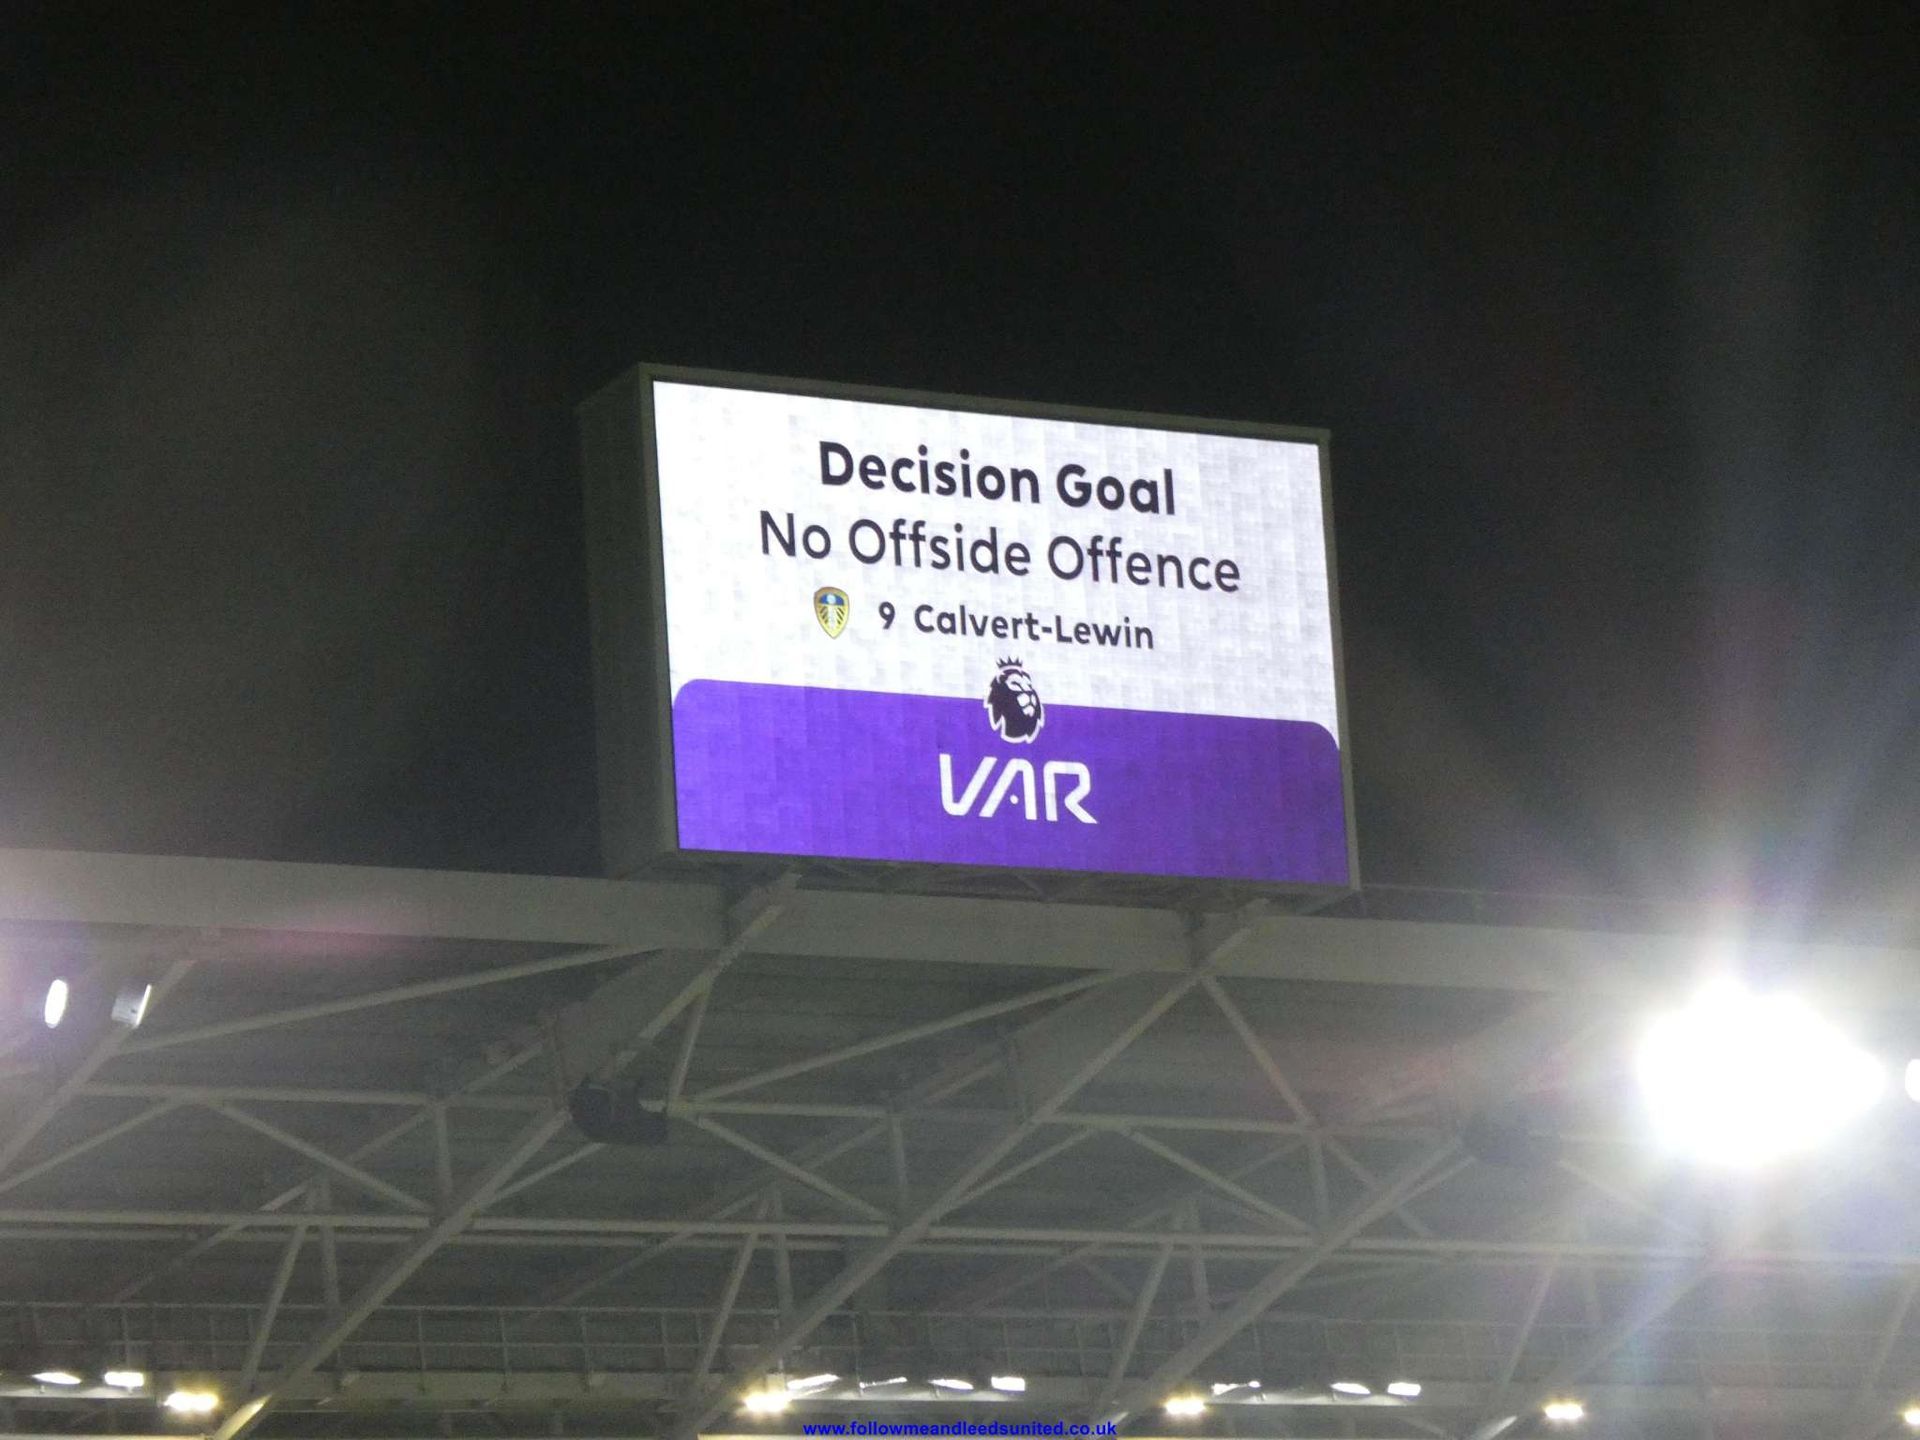 Decision Goal
No Offside Offence
9 Calvert-Lewin
VAR
www.followmeandleedsunited.co.uk